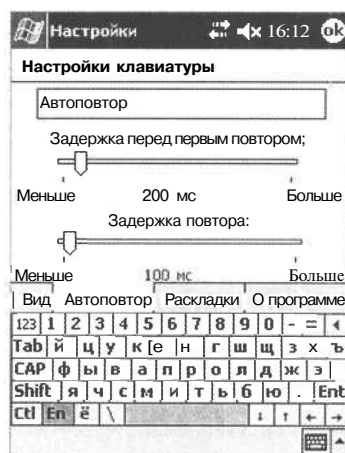 Настройки 16:12 ok
Настройки клавиатуры
Автоповтор
Задержка перед первым повтором;
Меньше 200 мс Больше
Задержка повтора:
Меньше 100 мс Больше
Вид Автоповтор Раскладки О программе
123 1 2 3 4 5 6 7 8 9 0 - =
Tab й ц у к [е |н г ш щ з х ъ
CAP ф ы в а п р о л д ж э
Shift я ч с м и т ь б ю . Ent
Ctl En ё \